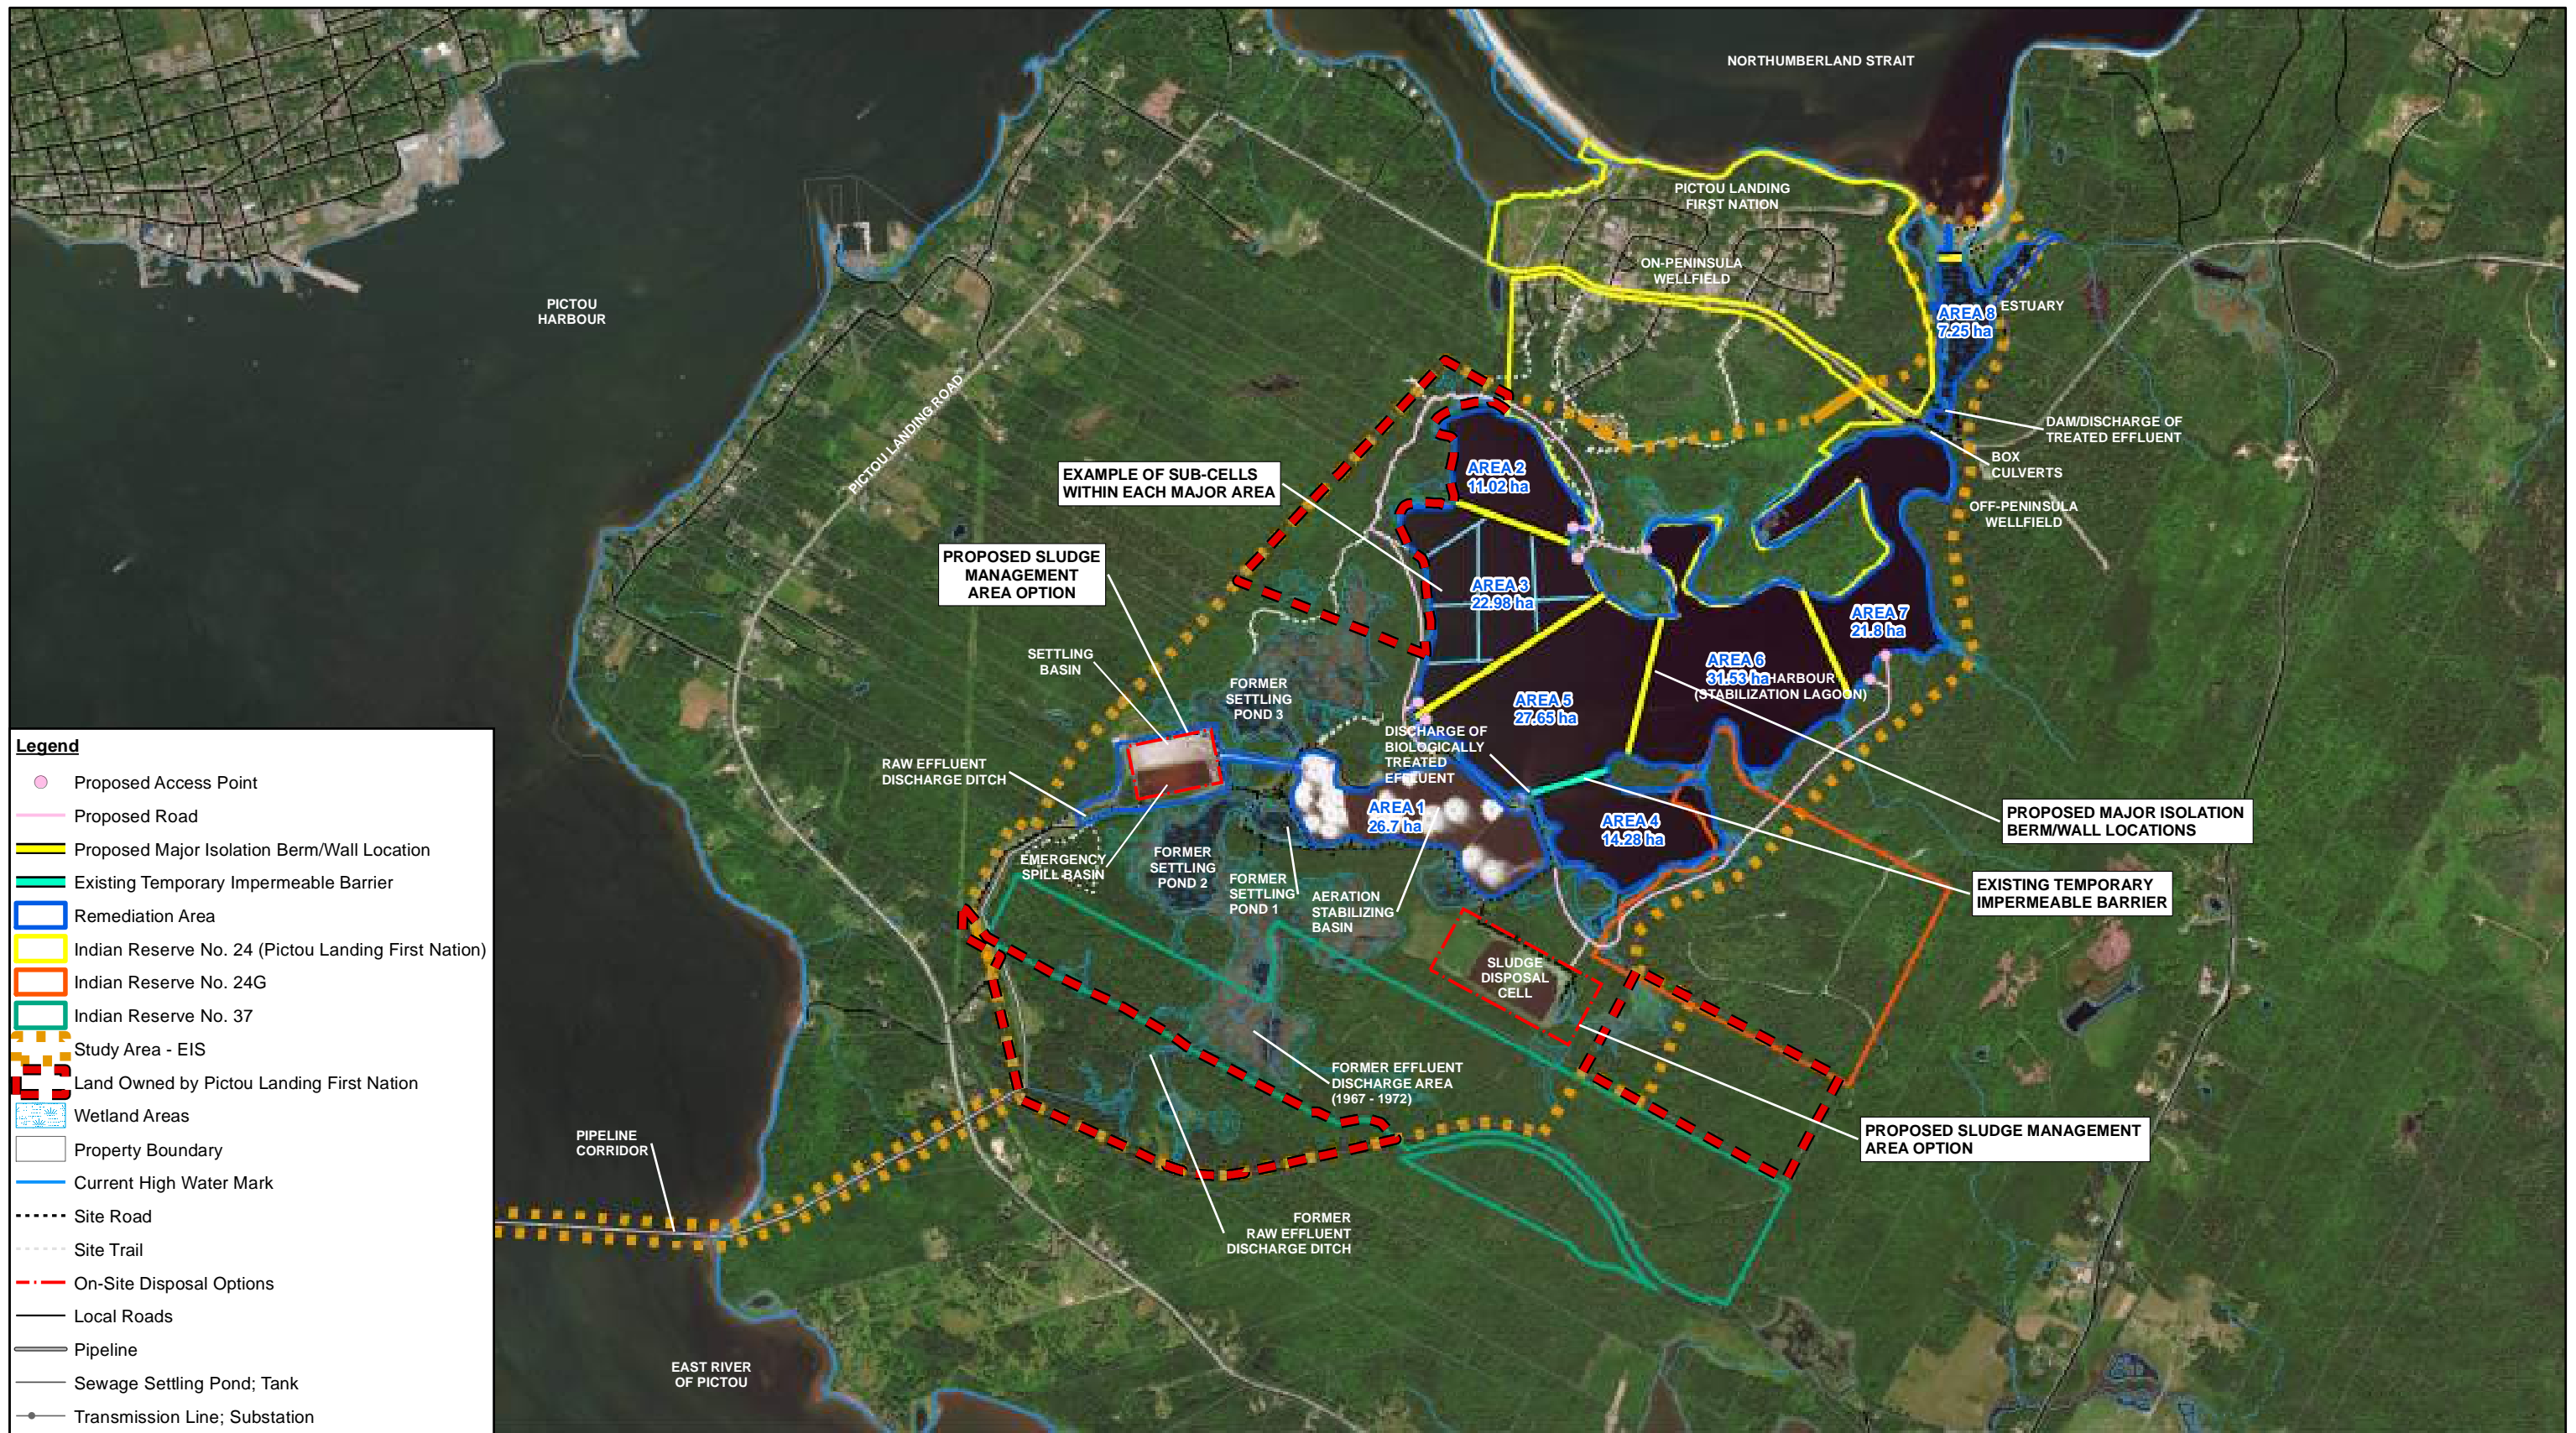 NORTHUMBERLAND STRAIT
PICTOU LANDING
FIRST NATION
ON-PENINSULA
WELLFIELD
PICTOU
HARBOUR
AREA 8
7.25 ha
ESTUARY
PICTOU LANDING ROAD
DAM/DISCHARGE OF
TREATED EFFLUENT
BOX
CULVERTS
OFF-PENINSULA
WELLFIELD
EXAMPLE OF SUB-CELLS
WITHIN EACH MAJOR AREA
AREA 2
11.02 ha
PROPOSED SLUDGE
MANAGEMENT
AREA OPTION
AREA 3
22.98 ha
AREA 7
21.8 ha
SETTLING
BASIN
FORMER
SETTLING
POND 3
AREA 6
31.53 ha
HARBOUR
(STABILIZATION LAGOON)
AREA 5
27.65 ha
DISCHARGE OF
BIOLOGICALLY
TREATED
EFFLUENT
RAW EFFLUENT
DISCHARGE DITCH
AREA 1
26.7 ha
AREA 4
14.28 ha
PROPOSED MAJOR ISOLATION
BERM/WALL LOCATIONS
EMERGENCY
SPILL BASIN
FORMER
SETTLING
POND 2
FORMER
SETTLING
POND 1
AERATION
STABILIZING
BASIN
EXISTING TEMPORARY
IMPERMEABLE BARRIER
SLUDGE
DISPOSAL
CELL
FORMER EFFLUENT
DISCHARGE AREA
(1967 - 1972)
PROPOSED SLUDGE MANAGEMENT
AREA OPTION
PIPELINE
CORRIDOR
FORMER
RAW EFFLUENT
DISCHARGE DITCH
EAST RIVER
OF PICTOU
Legend
Proposed Access Point
Proposed Road
Proposed Major Isolation Berm/Wall Location
Existing Temporary Impermeable Barrier
Remediation Area
Indian Reserve No. 24 (Pictou Landing First Nation)
Indian Reserve No. 24G
Indian Reserve No. 37
Study Area - EIS
Land Owned by Pictou Landing First Nation
Wetland Areas
Property Boundary
Current High Water Mark
Site Road
Site Trail
On-Site Disposal Options
Local Roads
Pipeline
Sewage Settling Pond; Tank
Transmission Line; Substation